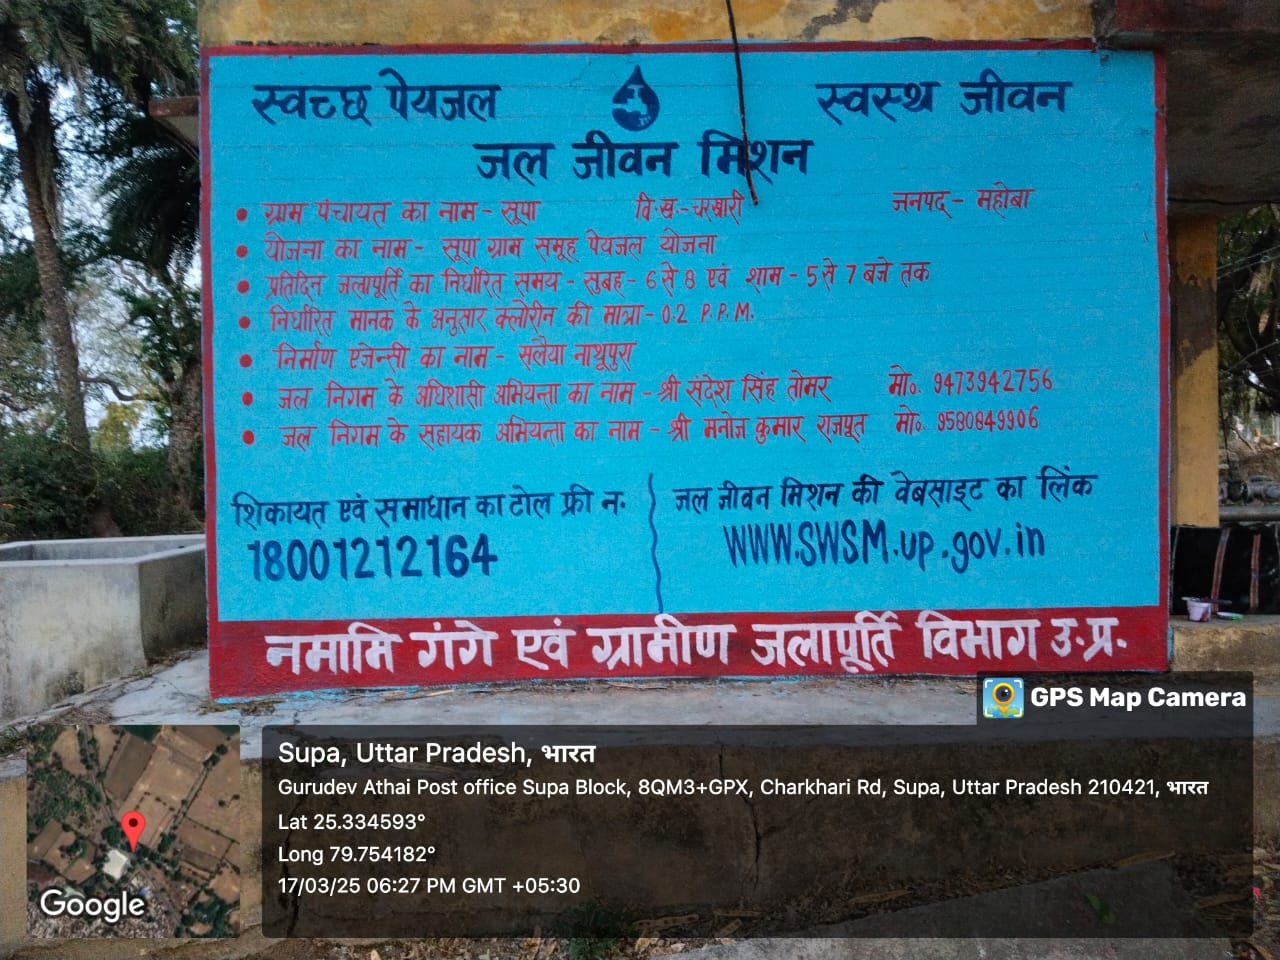 स्वच्छ पेयजल स्वस्थ जीवन
जल जीवन मिशन
• ग्राम पंचायत का नाम - सूपा वि.ख.-चरखारी जनपद - महोबा
• योजना का नाम - सूपा ग्राम समूह पेयजल योजना
• प्रतिदिन जलापूर्ति का निर्धारित समय - सुबह - 6 से 8 एवं शाम - 5 से 7 बजे तक
• निर्धारित मानक के अनुसार क्लोरीन की मात्रा - 0.2 P.P.M.
• निर्माण एजेन्सी का नाम - सलैया नाथूपुरा
• जल निगम के अधिशासी अभियन्ता का नाम - श्री संदेश सिंह तोमर मो०. 9473942756
• जल निगम के सहायक अभियन्ता का नाम - श्री मनोज कुमार राजपूत मो०. 9580849906
शिकायत एवं समाधान का टोल फ्री न.
18001212164
जल जीवन मिशन की वेबसाइट का लिंक
WWW.SWSM.up.gov.in
नमामि गंगे एवं ग्रामीण जलापूर्ति विभाग उ.प्र.
GPS Map Camera
Supa, Uttar Pradesh, भारत
Gurudev Athai Post office Supa Block, 8QM3+GPX, Charkhari Rd, Supa, Uttar Pradesh 210421, भारत
Lat 25.334593°
Long 79.754182°
17/03/25 06:27 PM GMT +05:30
Google